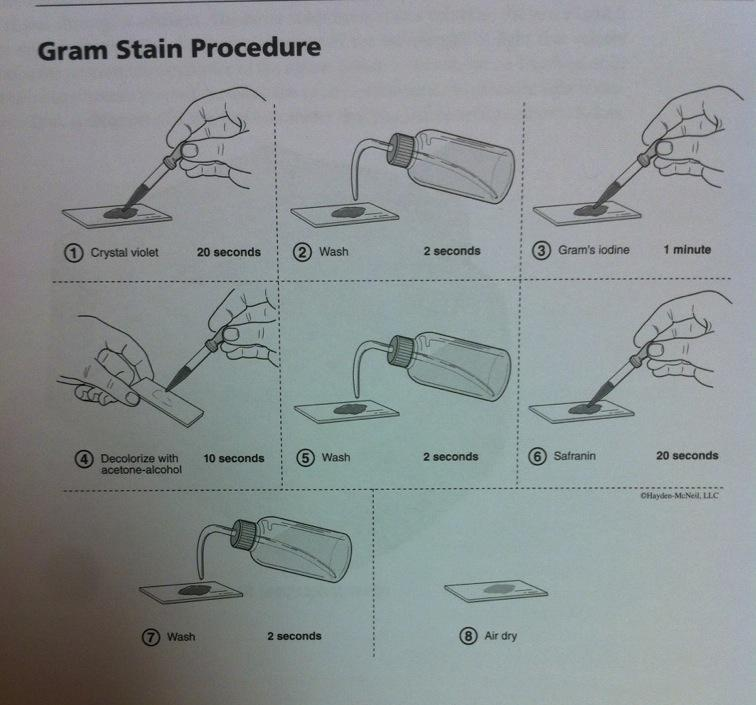 Gram Stain Procedure
1 Crystal violet 20 seconds
2 Wash 2 seconds
3 Gram's iodine 1 minute
4 Decolorize with 10 seconds
acetone-alcohol
5 Wash 2 seconds
6 Safranin 20 seconds
©Hayden-McNeil, LLC
7 Wash 2 seconds
8 Air dry